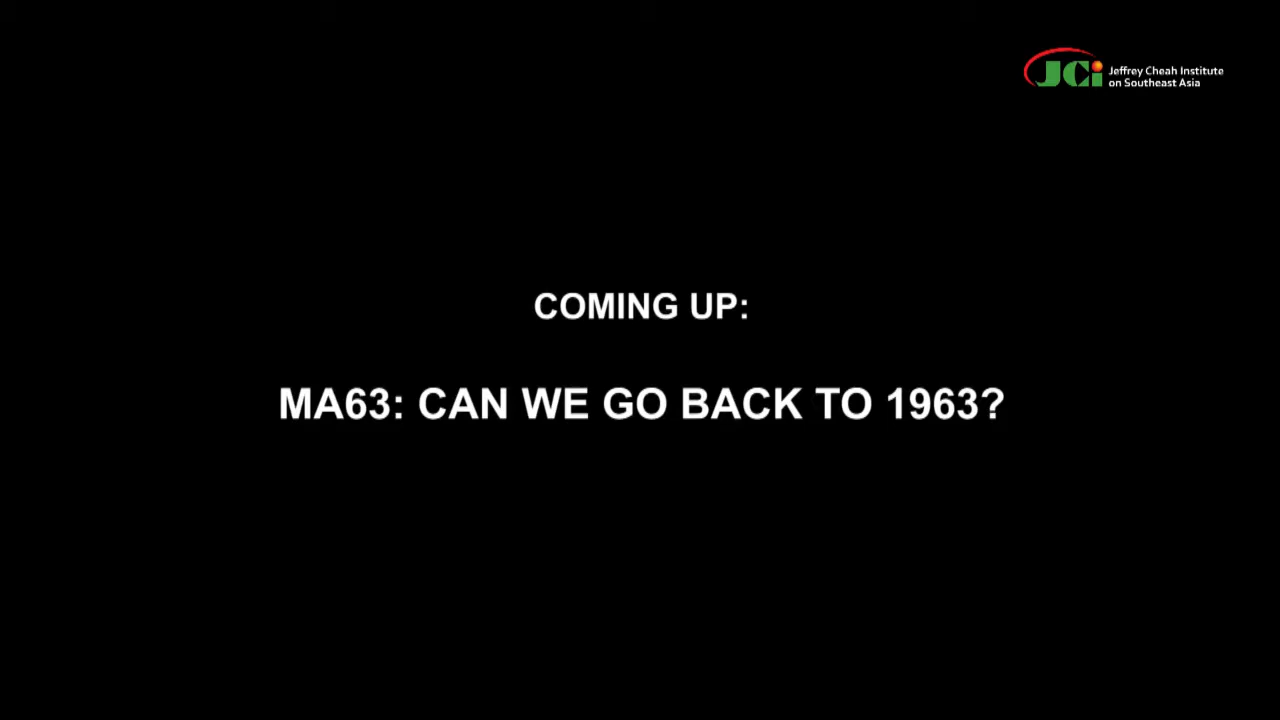 JCi Jeffrey Cheah Institute
on Southeast Asia
COMING UP:
MA63: CAN WE GO BACK TO 1963?